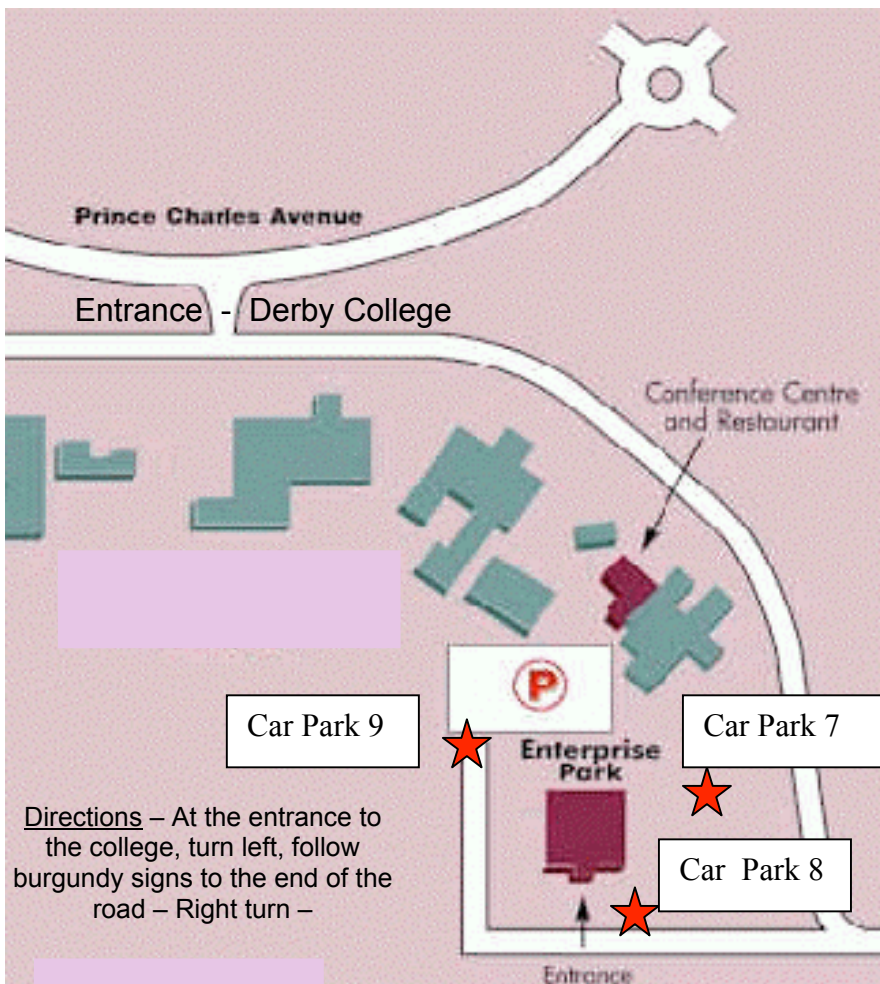 Prince Charles Avenue
Entrance - Derby College
Conference Centre
and Restaurant
P
Car Park 9
Car Park 7
Enterprise
Park
Directions – At the entrance to
the college, turn left, follow
burgundy signs to the end of the
road – Right turn –
Car Park 8
Entrance